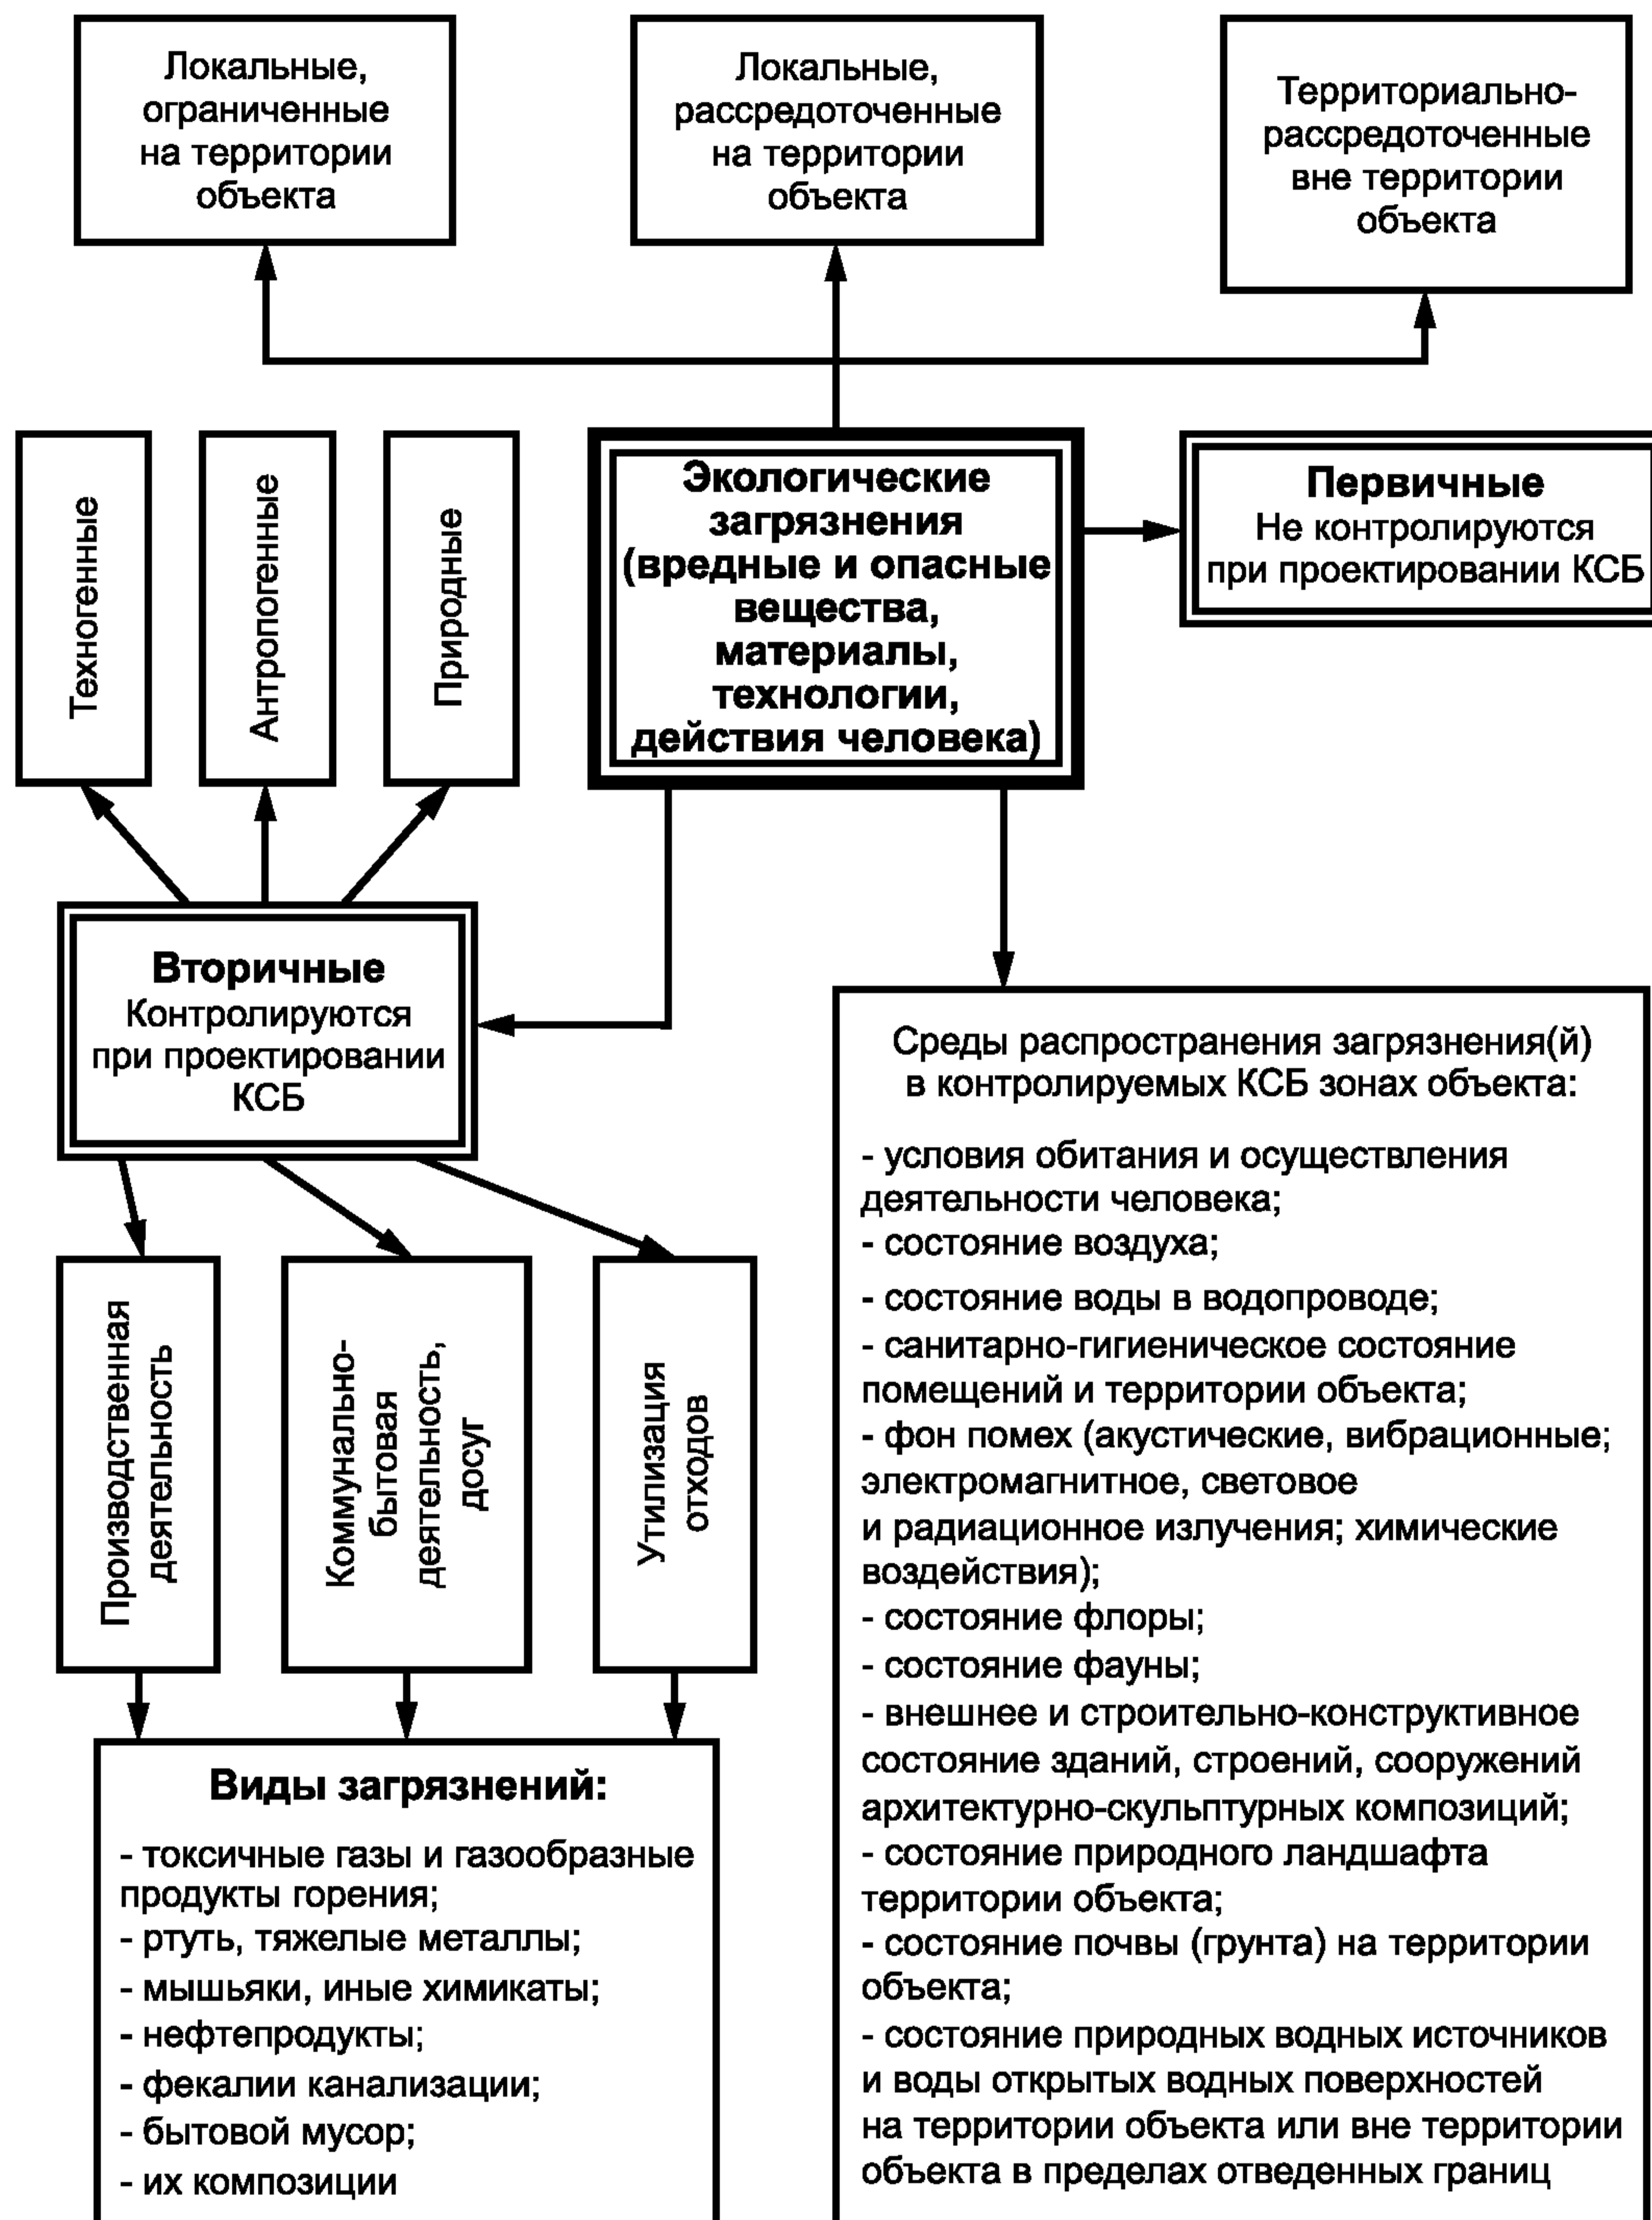 Локальные,
ограниченные
на территории
объекта
Локальные,
рассредоточенные
на территории
объекта
Территориально-
рассредоточенные
вне территории
объекта
Техногенные
Антропогенные
Природные
Экологические
загрязнения
(вредные и опасные
вещества,
материалы,
технологии,
действия человека)
Первичные
Не контролируются
при проектировании КСБ
Вторичные
Контролируются
при проектировании
КСБ
Производственная
деятельность
Коммунально-
бытовая
деятельность,
досуг
Утилизация
отходов
Виды загрязнений:
- токсичные газы и газообразные
продукты горения;
- ртуть, тяжелые металлы;
- мышьяки, иные химикаты;
- нефтепродукты;
- фекалии канализации;
- бытовой мусор;
- их композиции
Среды распространения загрязнения(й)
в контролируемых КСБ зонах объекта:
- условия обитания и осуществления
деятельности человека;
- состояние воздуха;
- состояние воды в водопроводе;
- санитарно-гигиеническое состояние
помещений и территории объекта;
- фон помех (акустические, вибрационные;
электромагнитное, световое
и радиационное излучения; химические
воздействия);
- состояние флоры;
- состояние фауны;
- внешнее и строительно-конструктивное
состояние зданий, строений, сооружений
архитектурно-скульптурных композиций;
- состояние природного ландшафта
территории объекта;
- состояние почвы (грунта) на территории
объекта;
- состояние природных водных источников
и воды открытых водных поверхностей
на территории объекта или вне территории
объекта в пределах отведенных границ